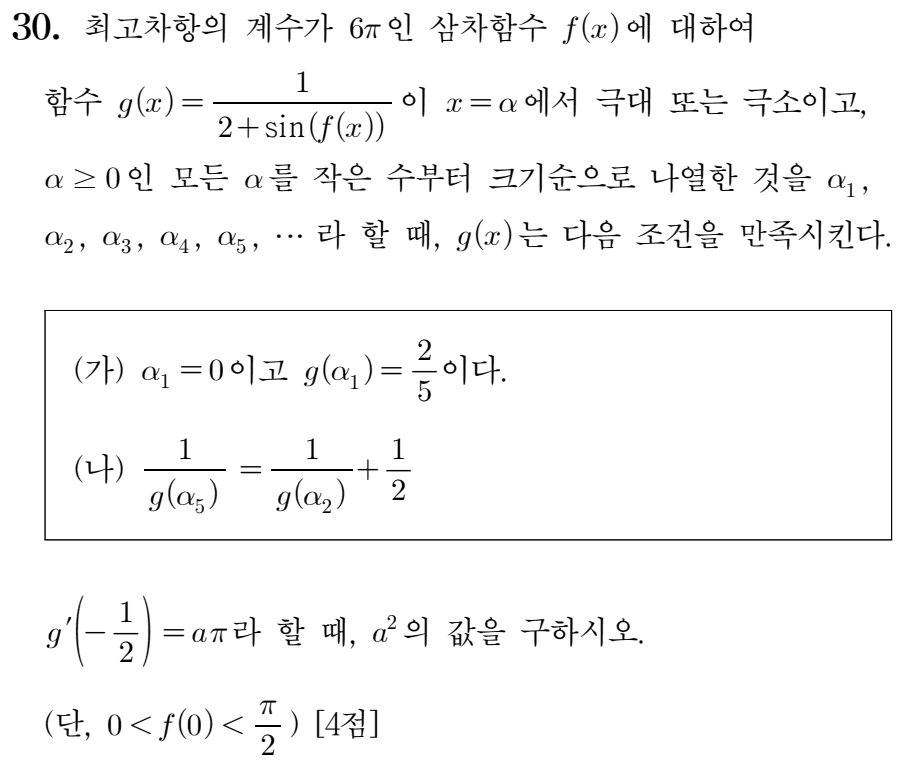 30. 최고차항의 계수가 6π인 삼차함수 f(x)에 대하여
함수 g(x)=1/(2+sin(f(x)))이 x=α에서 극대 또는 극소이고,
α≥0인 모든 α를 작은 수부터 크기순으로 나열한 것을 α₁,
α₂, α₃, α₄, α₅, ⋯라 할 때, g(x)는 다음 조건을 만족시킨다.
(가) α₁=0이고 g(α₁)=2/5이다.
(나) 1/g(α₅)=1/g(α₂)+1/2
g′(−1/2)=aπ라 할 때, a²의 값을 구하시오.
(단, 0<f(0)<π/2) [4점]